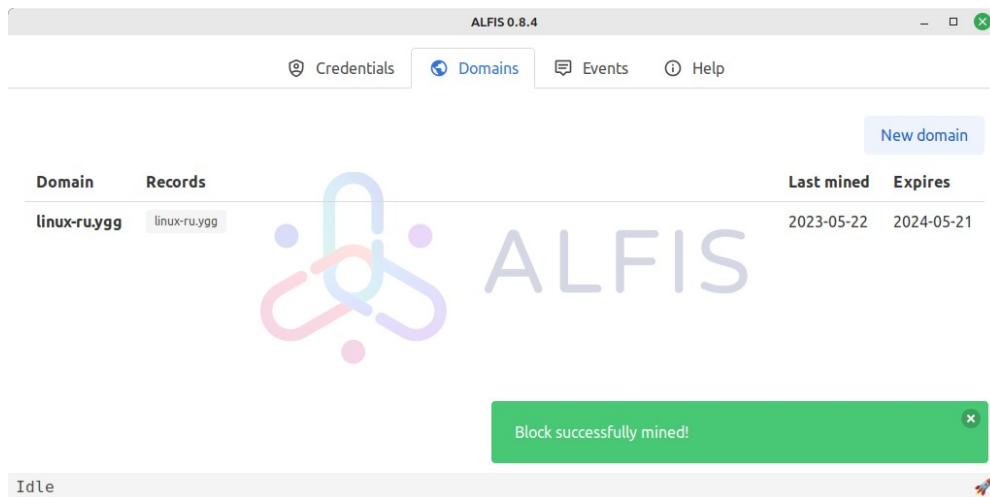 ALFIS 0.8.4
Credentials Domains Events Help
New domain
Domain Records Last mined Expires
linux-ru.ygg linux-ru.ygg 2023-05-22 2024-05-21
ALFIS
Block successfully mined!
Idle